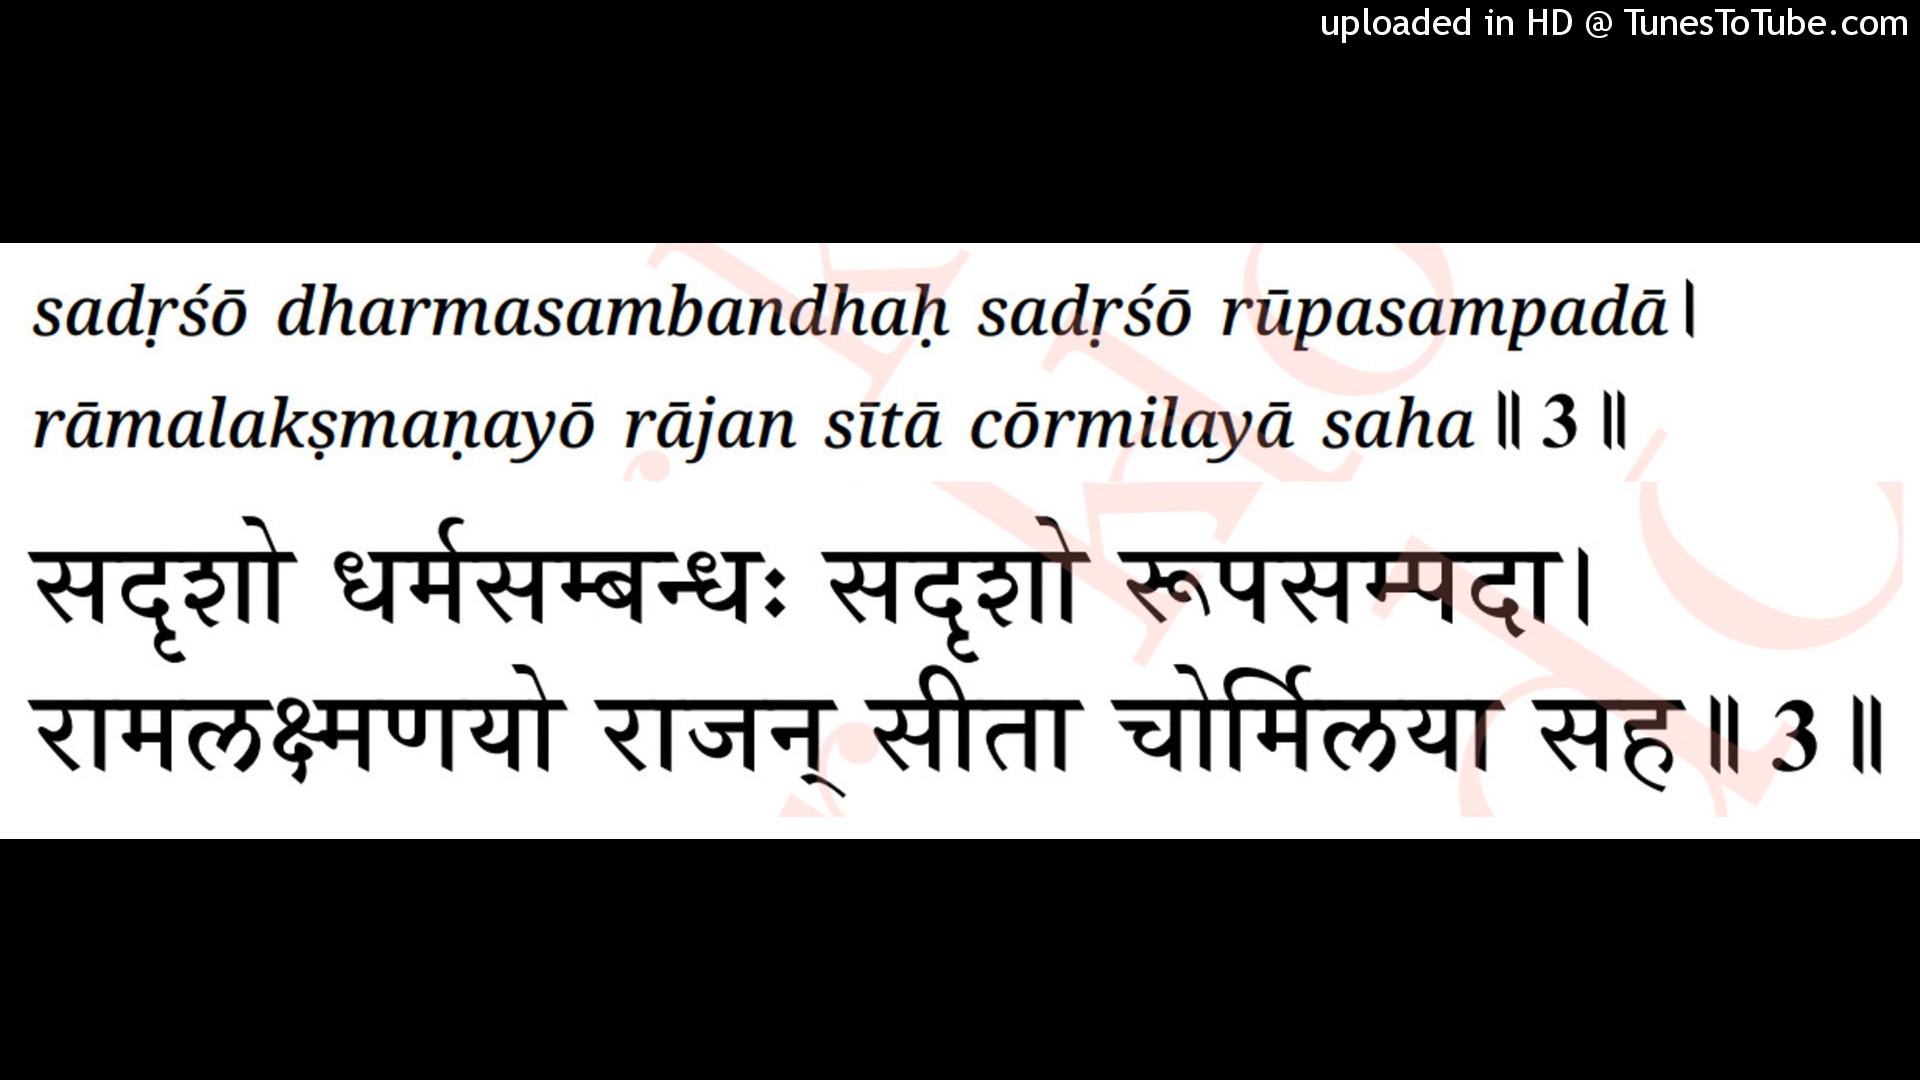 uploaded in HD @ TunesToTube.com
sadṛśō dharmasambandhaḥ sadṛśō rūpasampadā।
rāmalakṣmaṇayō rājan sītā cōrmilayā saha॥3॥
सदृशो धर्मसम्बन्धः सदृशो रूपसम्पदा।
रामलक्ष्मणयो राजन् सीता चोर्मिलया सह॥3॥